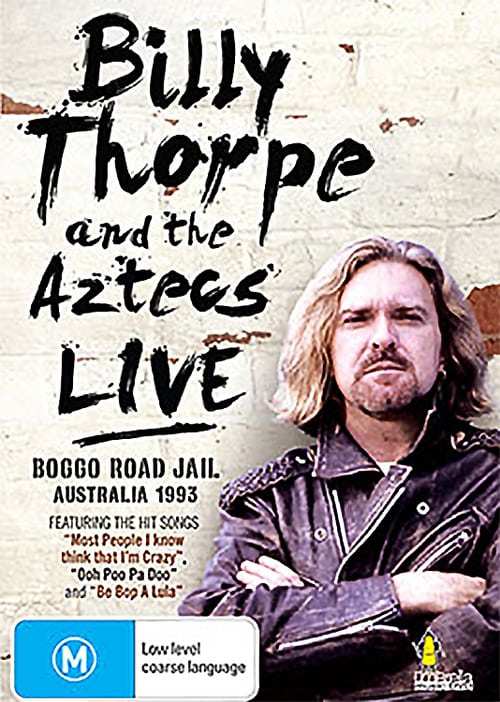 Billy
Thorpe
and the
Aztecs
LIVE
BOGGO ROAD JAIL
AUSTRALIA 1993
FEATURING THE HIT SONGS
"Most People I know
think that I'm Crazy",
"Ooh Poo Pa Doo"
and "Be Bop A Lula"
M
Low level
coarse language